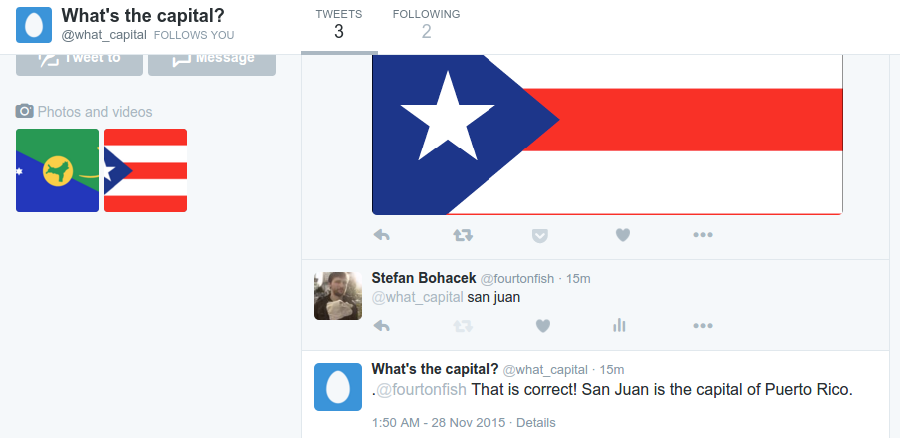 What's the capital?
@what_capital FOLLOWS YOU
TWEETS
3
FOLLOWING
2
Tweet to
Message
Photos and videos
Stefan Bohacek @fourtonfish · 15m
@what_capital san juan
What's the capital? @what_capital · 15m
.@fourtonfish That is correct! San Juan is the capital of Puerto Rico.
1:50 AM - 28 Nov 2015 · Details